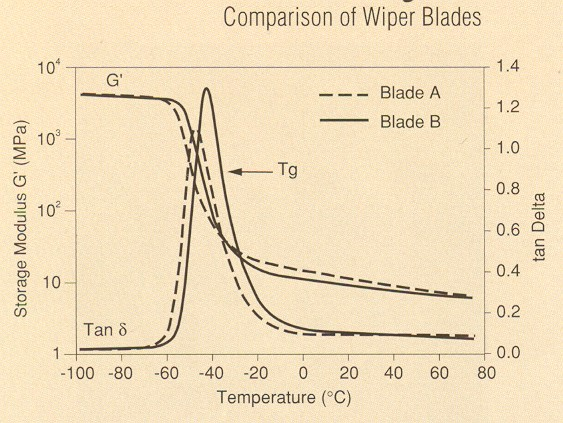 Comparison of Wiper Blades
10⁴
10³
10²
10
1
Storage Modulus G' (MPa)
G'
Tan δ
Blade A
Blade B
Tg
1.4
1.2
1.0
0.8
0.6
0.4
0.2
0.0
tan Delta
-100 -80 -60 -40 -20 0 20 40 60 80
Temperature (°C)